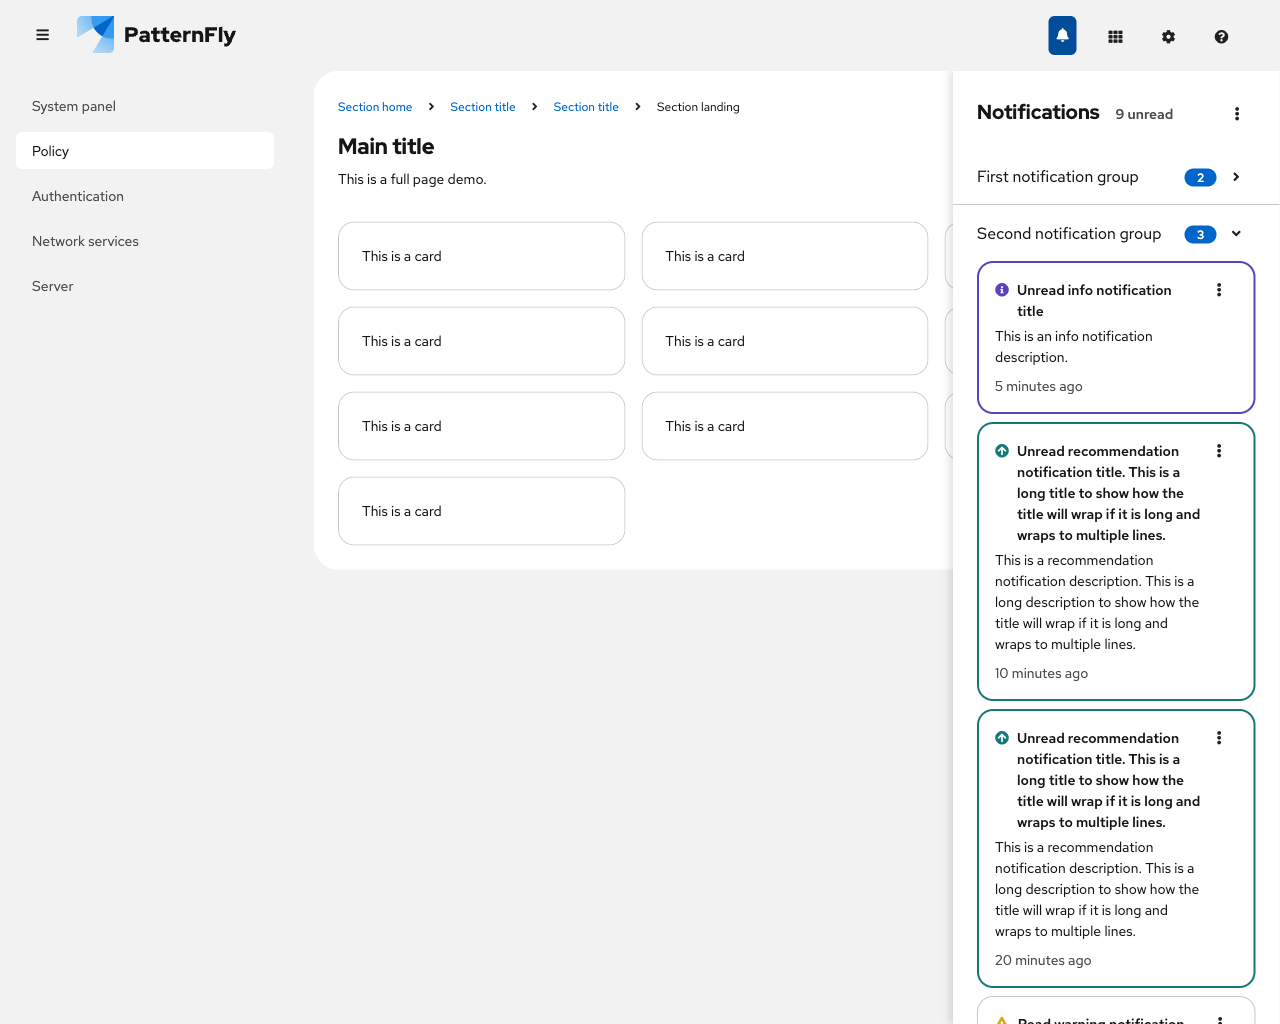 PatternFly
System panel
Policy
Authentication
Network services
Server
Section home
Section title
Section title
Section landing
Main title
This is a full page demo.
This is a card
This is a card
This is a card
This is a card
This is a card
This is a card
This is a card
Notifications
9 unread
First notification group
2
Second notification group
3
Unread info notification
title
This is an info notification
description.
5 minutes ago
Unread recommendation
notification title. This is a
long title to show how the
title will wrap if it is long and
wraps to multiple lines.
This is a recommendation
notification description. This is a
long description to show how the
title will wrap if it is long and
wraps to multiple lines.
10 minutes ago
Unread recommendation
notification title. This is a
long title to show how the
title will wrap if it is long and
wraps to multiple lines.
This is a recommendation
notification description. This is a
long description to show how the
title will wrap if it is long and
wraps to multiple lines.
20 minutes ago
Read warning notification